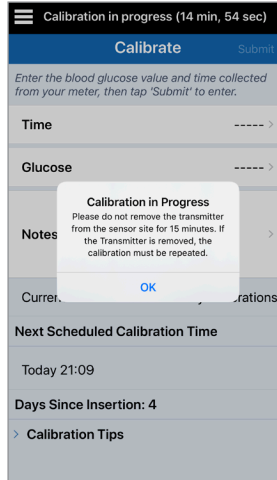 Calibration in progress (14 min, 54 sec)
Calibrate Submit
Enter the blood glucose value and time collected
from your meter, then tap 'Submit' to enter.
Time ----- >
Glucose ----- >
Calibration in Progress
Please do not remove the transmitter
from the sensor site for 15 minutes. If
the Transmitter is removed, the
calibration must be repeated.
OK
Notes >
Next Scheduled Calibration Time
Today 21:09
Days Since Insertion: 4
> Calibration Tips